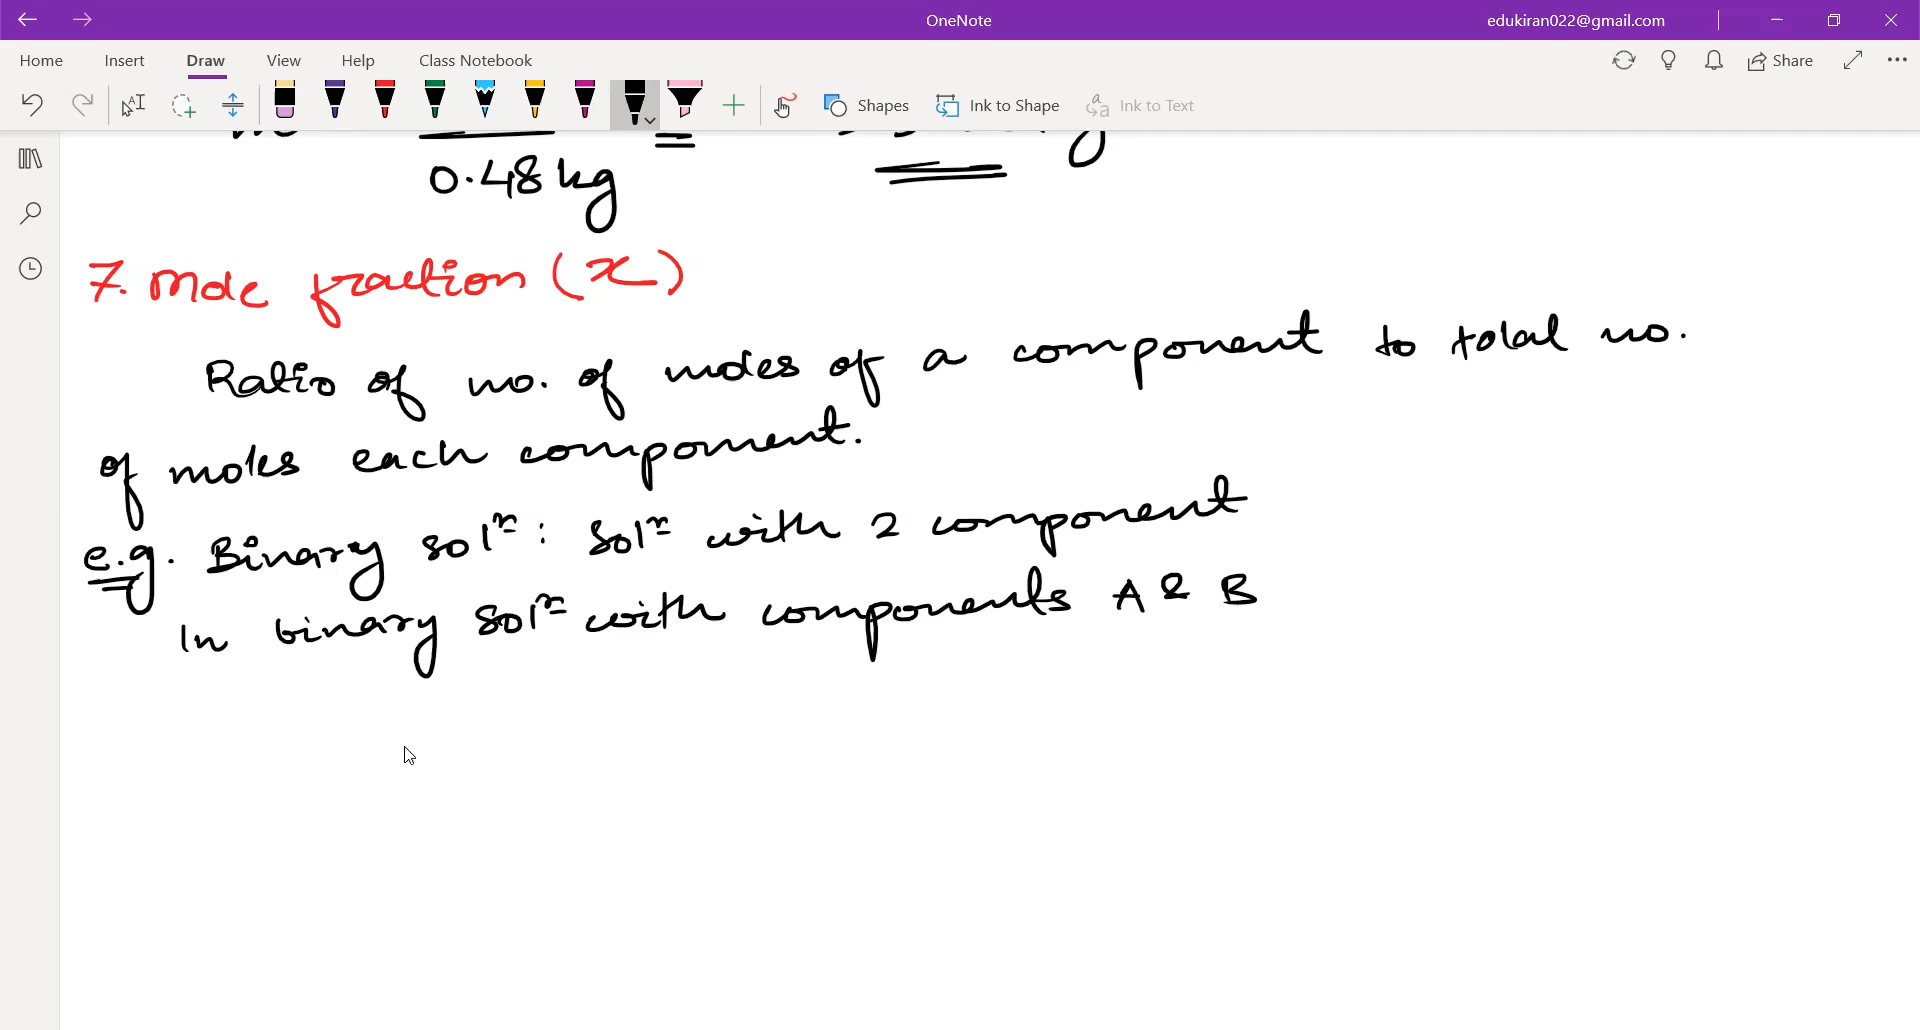 OneNote
edukiran022@gmail.com
Home Insert Draw View Help Class Notebook
Share
Shapes Ink to Shape Ink to Text
0.48 kg
7. Mole fraction (x)
Ratio of no. of moles of a component to total no.
of moles each component.
e.g. Binary solⁿ : Solⁿ with 2 component
In binary solⁿ with components A & B